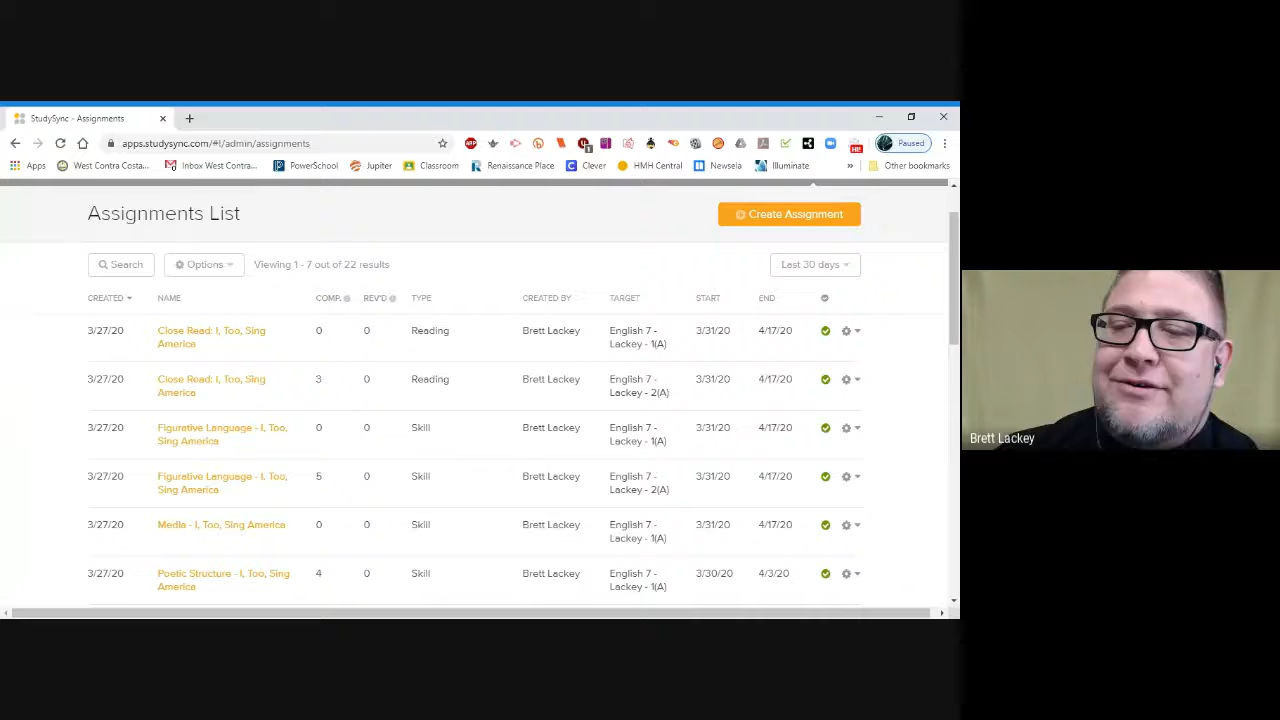 StudySync - Assignments
apps.studysync.com/#!/admin/assignments
Paused
Apps West Contra Costa... Inbox West Contra... PowerSchool Jupiter Classroom Renaissance Place Clever HMH Central Newsela Illuminate » Other bookmarks
Assignments List
Create Assignment
Search Options Viewing 1 - 7 out of 22 results Last 30 days
CREATED NAME COMP. REV'D TYPE CREATED BY TARGET START END
3/27/20 Close Read: I, Too, Sing 0 0 Reading Brett Lackey English 7 - 3/31/20 4/17/20
America Lackey - 1(A)
3/27/20 Close Read: I, Too, Sing 3 0 Reading Brett Lackey English 7 - 3/31/20 4/17/20
America Lackey - 2(A)
3/27/20 Figurative Language - I, Too, 0 0 Skill Brett Lackey English 7 - 3/31/20 4/17/20
Sing America Lackey - 1(A)
3/27/20 Figurative Language - I, Too, 5 0 Skill Brett Lackey English 7 - 3/31/20 4/17/20
Sing America Lackey - 2(A)
3/27/20 Media - I, Too, Sing America 0 0 Skill Brett Lackey English 7 - 3/31/20 4/17/20
Lackey - 1(A)
3/27/20 Poetic Structure - I, Too, Sing 4 0 Skill Brett Lackey English 7 - 3/30/20 4/3/20
America Lackey - 1(A)
Brett Lackey